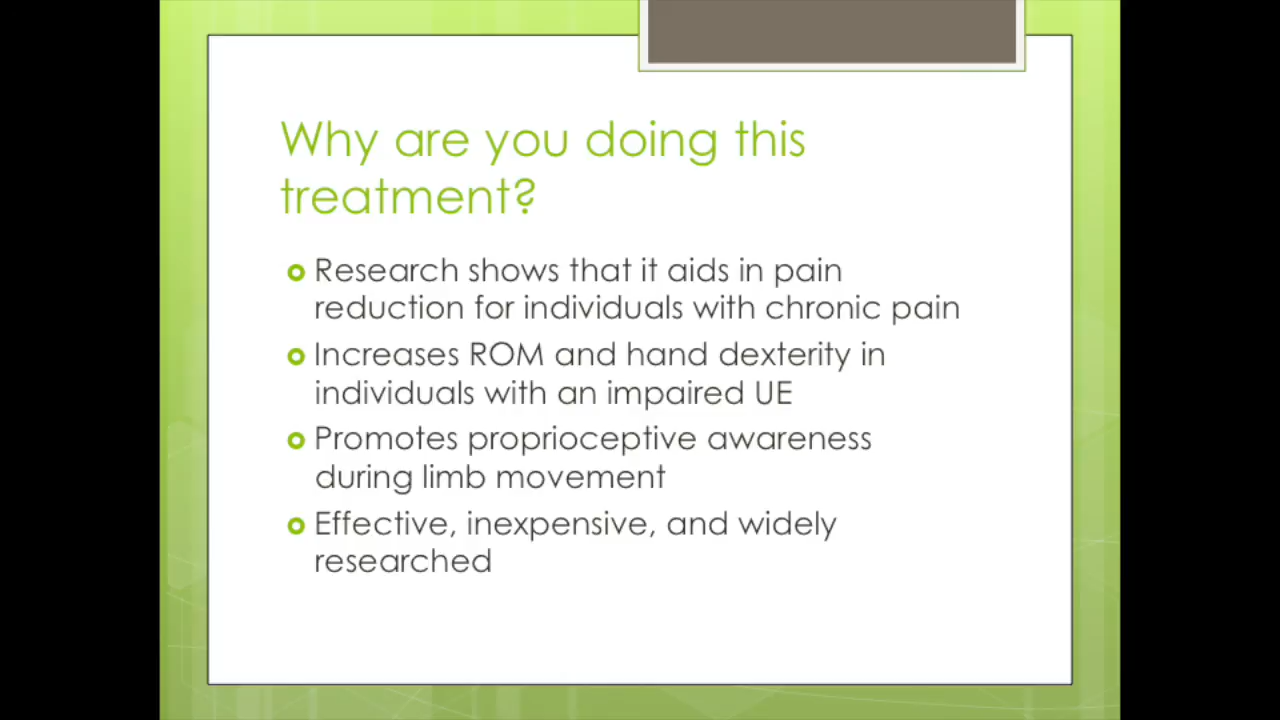 Why are you doing this
treatment?
Research shows that it aids in pain
reduction for individuals with chronic pain
Increases ROM and hand dexterity in
individuals with an impaired UE
Promotes proprioceptive awareness
during limb movement
Effective, inexpensive, and widely
researched